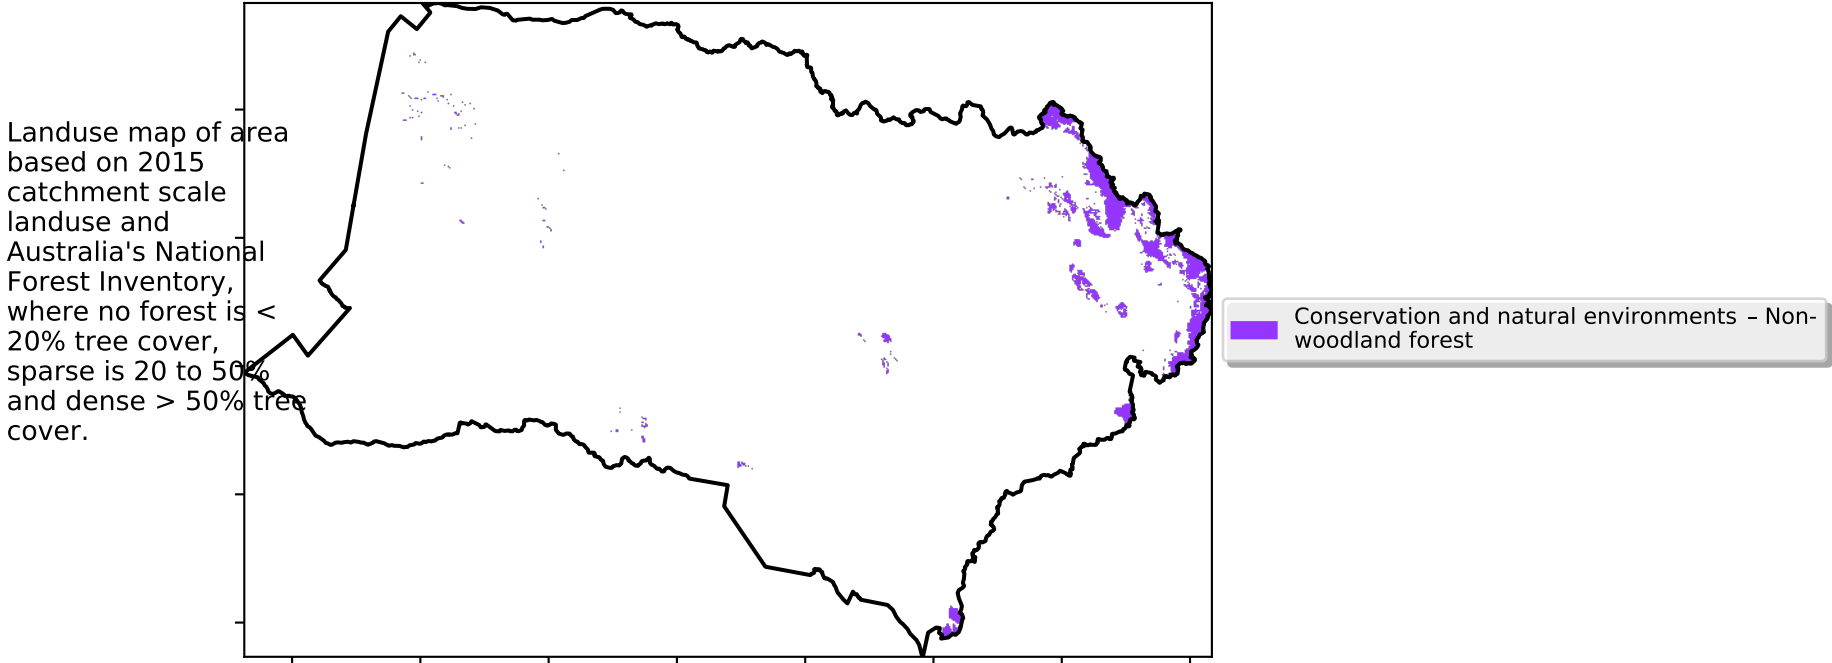 Landuse map of area
based on 2015
catchment scale
landuse and
Australia's National
Forest Inventory,
where no forest is <
20% tree cover,
sparse is 20 to 50%
and dense > 50% tree
cover.
Conservation and natural environments – Non-
woodland forest